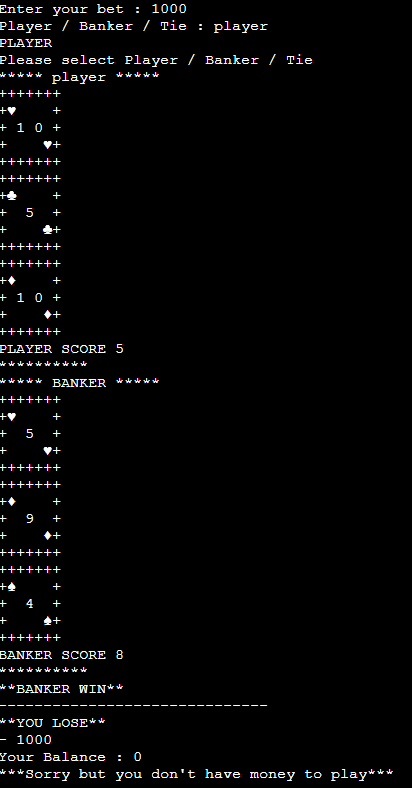 Enter your bet : 1000
Player / Banker / Tie : player
PLAYER
Please select Player / Banker / Tie
***** player *****
+++++++
+♥    +
+ 1 0 +
+    ♥+
+++++++
+++++++
+♣    +
+  5  +
+    ♣+
+++++++
+++++++
+♦    +
+ 1 0 +
+    ♦+
+++++++
PLAYER SCORE 5
**********
***** BANKER *****
+++++++
+♥    +
+  5  +
+    ♥+
+++++++
+++++++
+♦    +
+  9  +
+    ♦+
+++++++
+++++++
+♠    +
+  4  +
+    ♠+
+++++++
BANKER SCORE 8
**********
**BANKER WIN**
------------------------------
**YOU LOSE**
- 1000
Your Balance : 0
***Sorry but you don't have money to play***